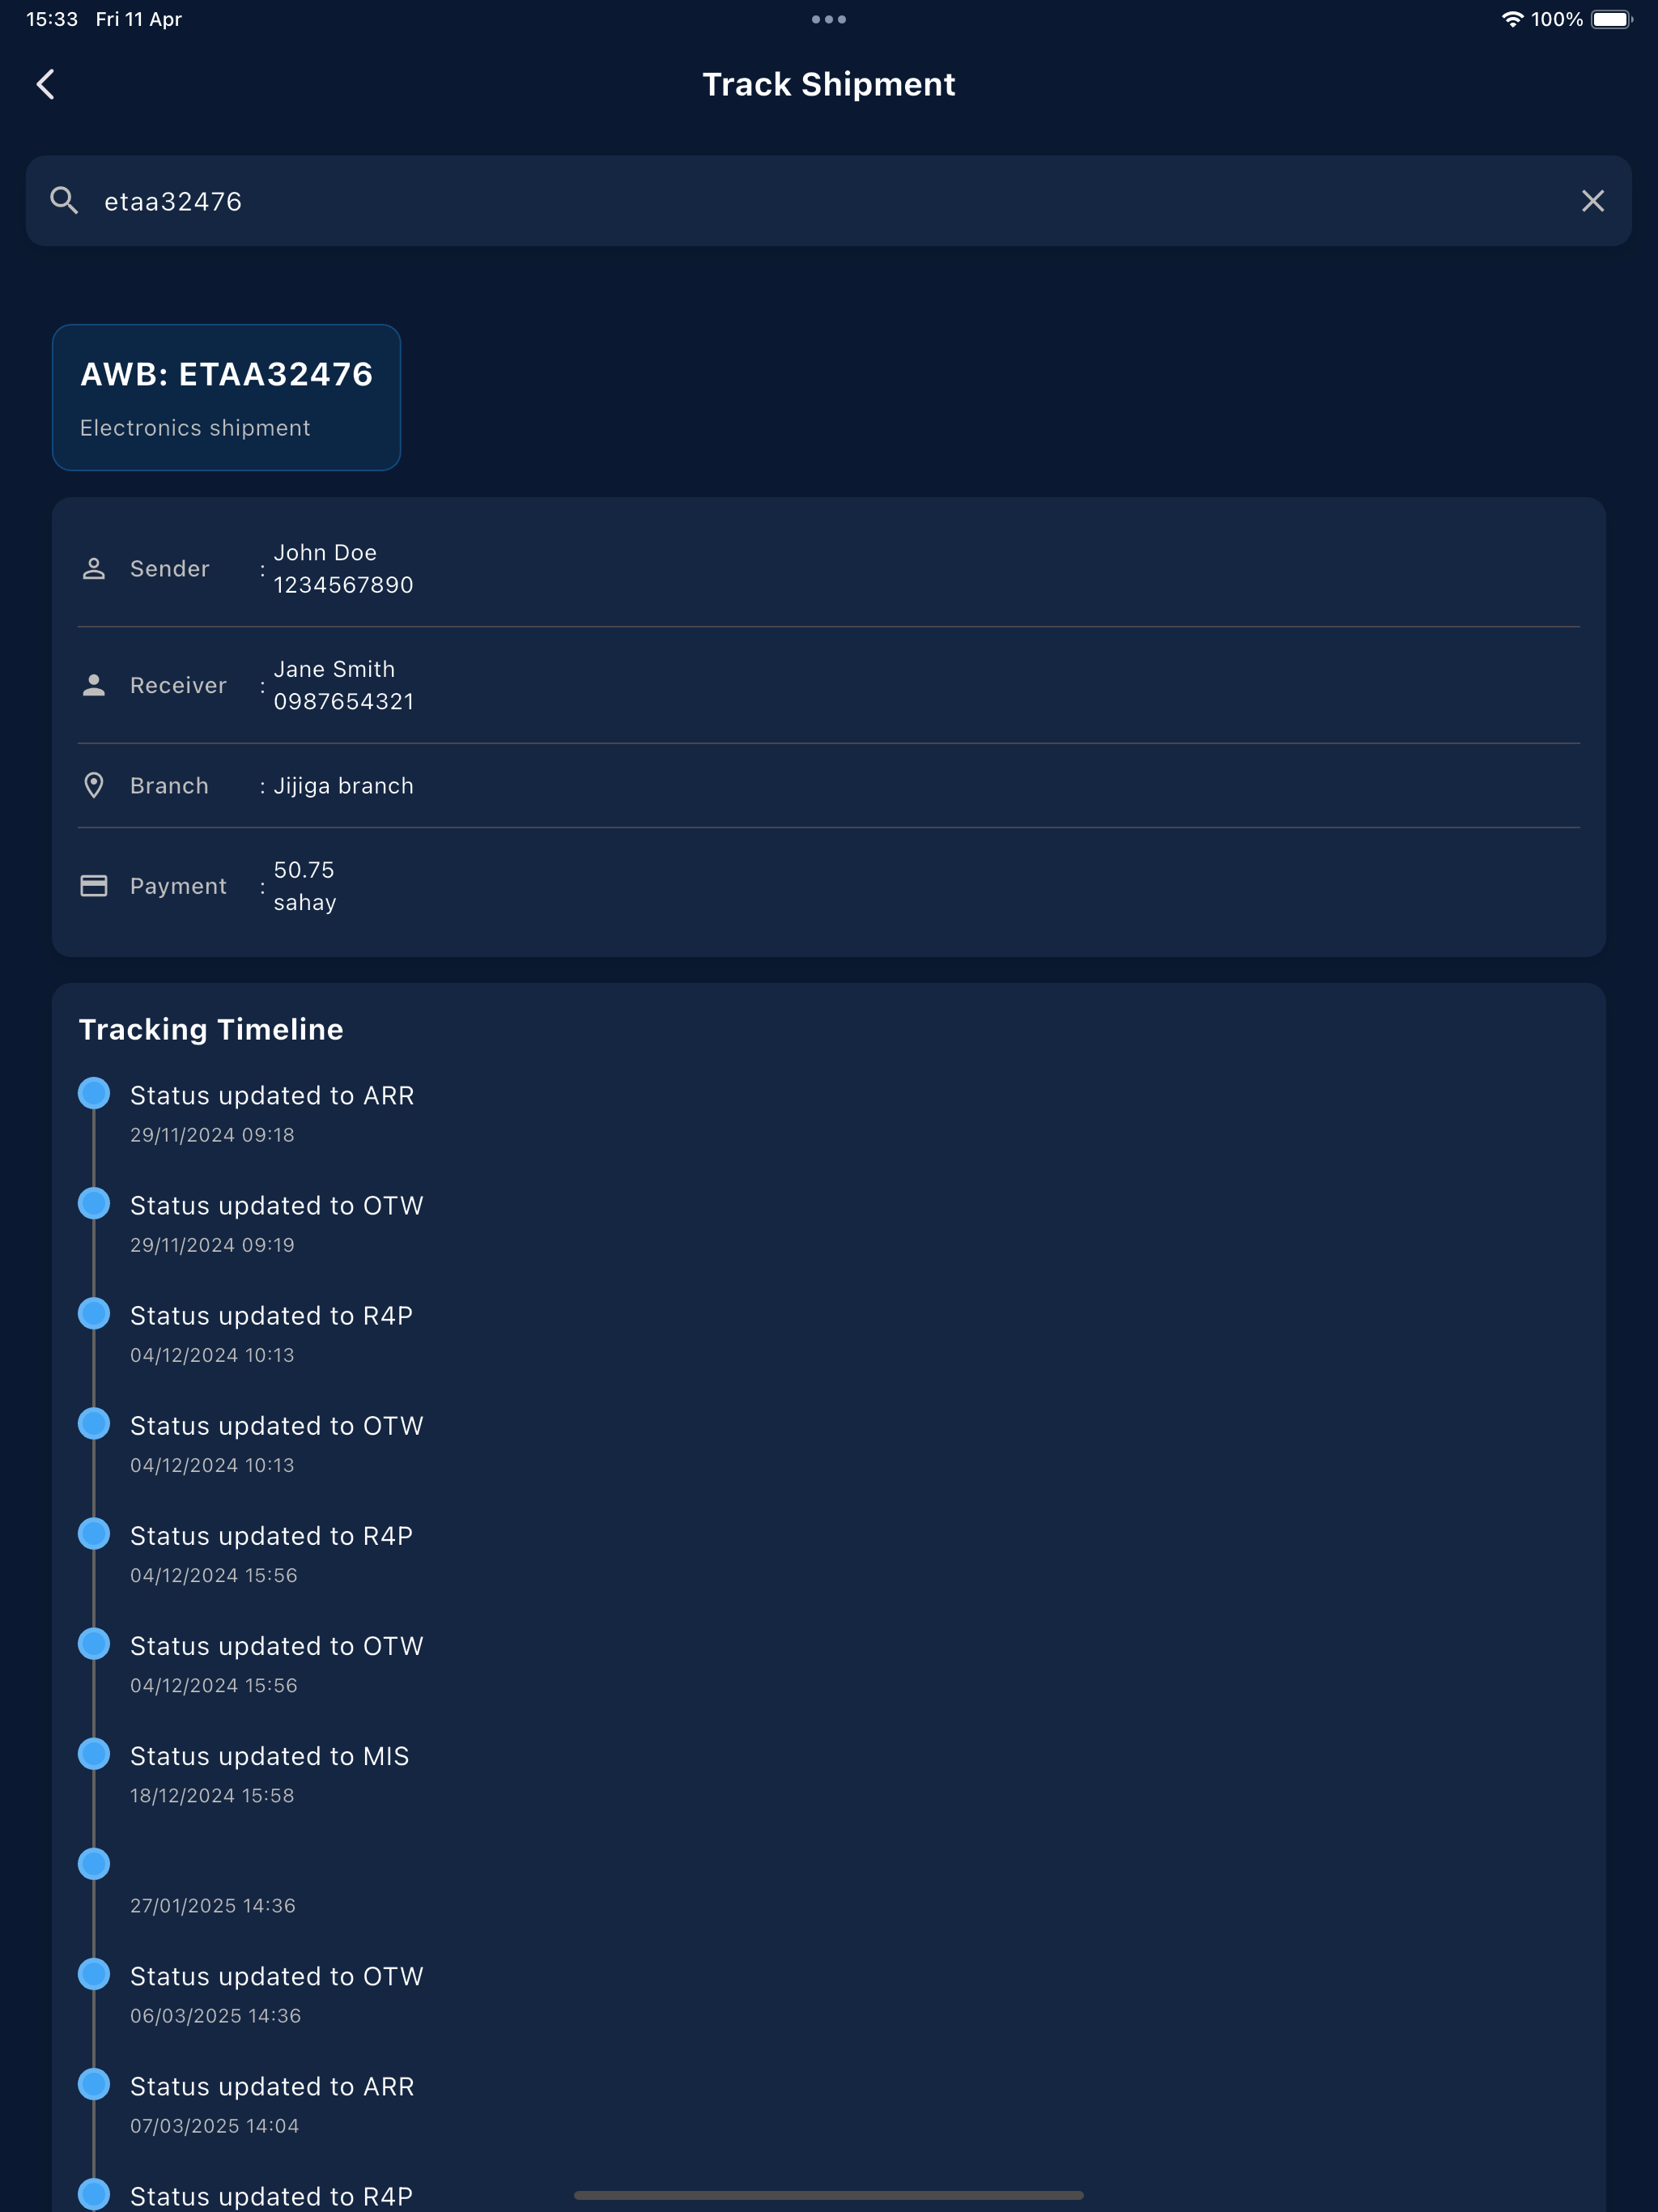 15:33 Fri 11 Apr
100%
Track Shipment
etaa32476
AWB: ETAA32476
Electronics shipment
Sender : John Doe
1234567890
Receiver : Jane Smith
0987654321
Branch : Jijiga branch
Payment : 50.75
sahay
Tracking Timeline
Status updated to ARR
29/11/2024 09:18
Status updated to OTW
29/11/2024 09:19
Status updated to R4P
04/12/2024 10:13
Status updated to OTW
04/12/2024 10:13
Status updated to R4P
04/12/2024 15:56
Status updated to OTW
04/12/2024 15:56
Status updated to MIS
18/12/2024 15:58
27/01/2025 14:36
Status updated to OTW
06/03/2025 14:36
Status updated to ARR
07/03/2025 14:04
Status updated to R4P